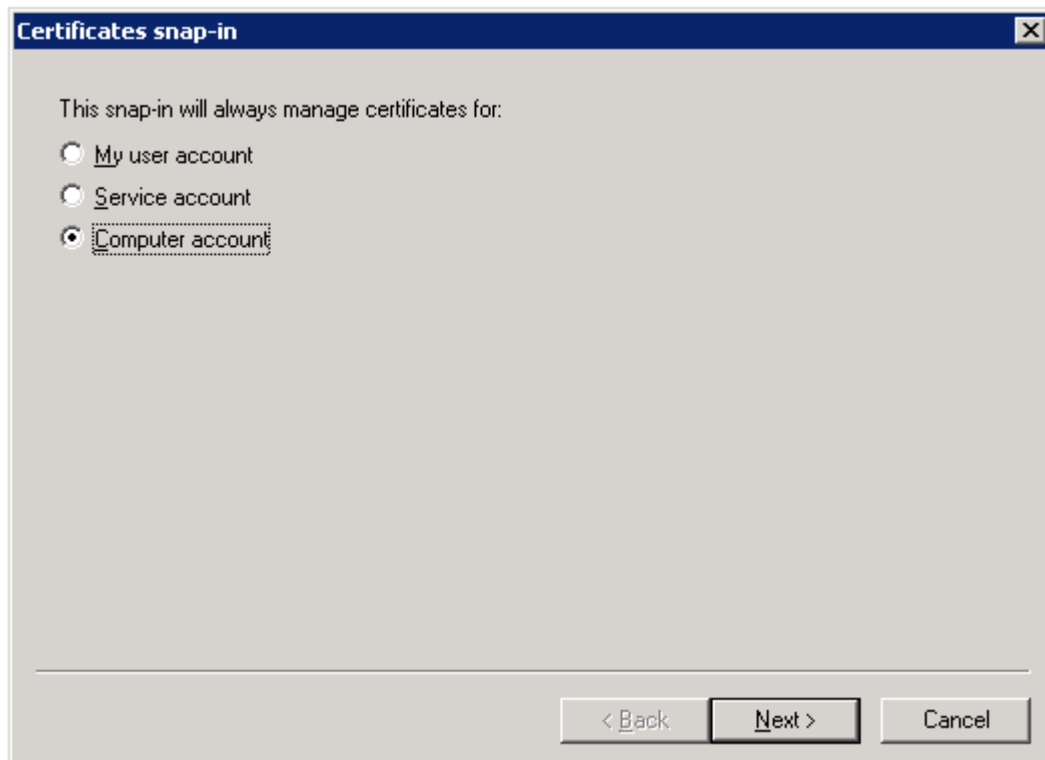 Certificates snap-in
This snap-in will always manage certificates for:
My user account
Service account
Computer account
< Back Next > Cancel